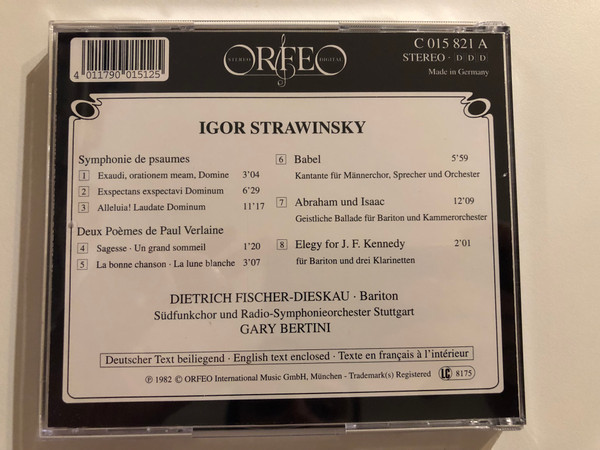 4 011790 015125
STEREO ORFEO DIGITAL
C 015 821 A
STEREO · D D D
Made in Germany
IGOR STRAWINSKY
Symphonie de psaumes
1 Exaudi, orationem meam, Domine 3'04
2 Exspectans exspectavi Dominum 6'29
3 Alleluia! Laudate Dominum 11'17
Deux Poèmes de Paul Verlaine
4 Sagesse · Un grand sommeil 1'20
5 La bonne chanson · La lune blanche 3'07
6 Babel 5'59
Kantante für Männerchor, Sprecher und Orchester
7 Abraham und Isaac 12'09
Geistliche Ballade für Bariton und Kammerorchester
8 Elegy for J. F. Kennedy 2'01
für Bariton und drei Klarinetten
DIETRICH FISCHER-DIESKAU · Bariton
Südfunkchor und Radio-Symphonieorchester Stuttgart
GARY BERTINI
Deutscher Text beiliegend · English text enclosed · Texte en français à l'intérieur
℗ 1982 © ORFEO International Music GmbH, München - Trademark(s) Registered LC 8175